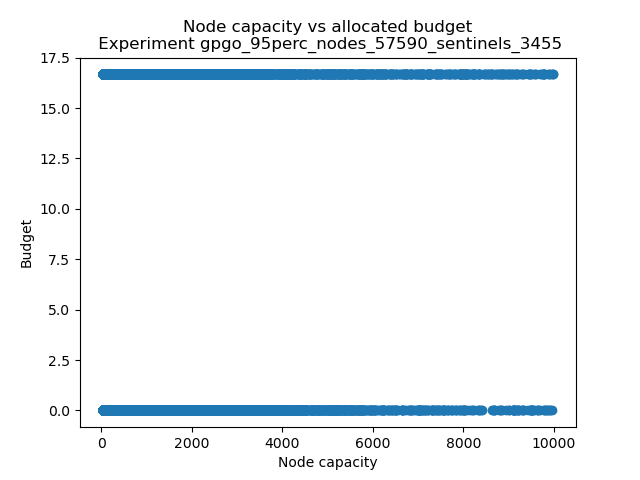 Node capacity vs allocated budget
Experiment gpgo_95perc_nodes_57590_sentinels_3455
17.5
15.0
12.5
10.0
7.5
5.0
2.5
0.0
Budget
0 2000 4000 6000 8000 10000
Node capacity